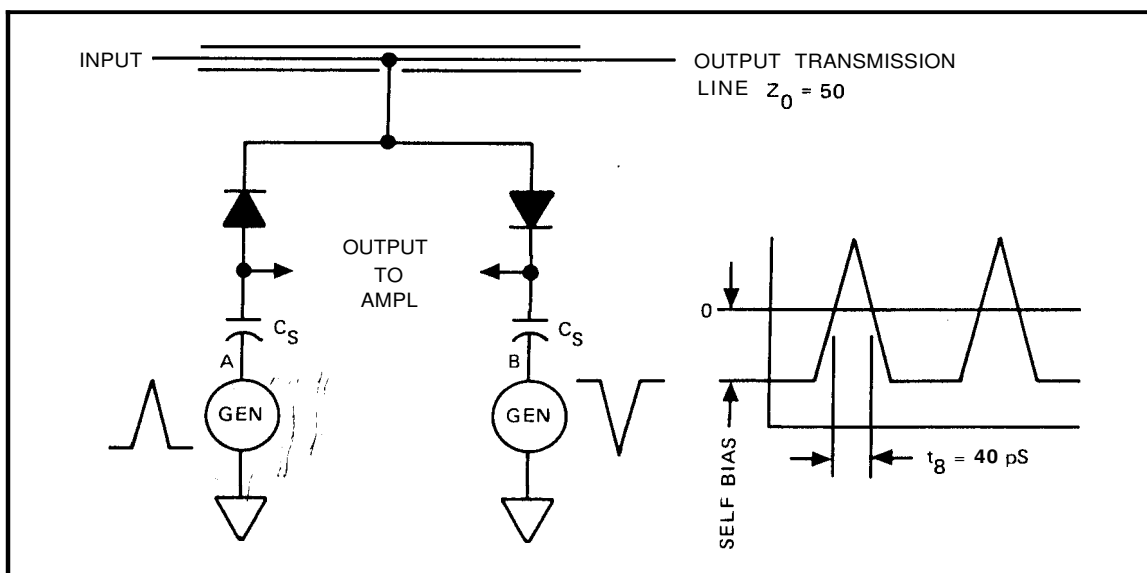 INPUT
OUTPUT TRANSMISSION
LINE Z0 = 50
OUTPUT
TO
AMPL
CS
CS
A
B
GEN
GEN
0
SELF BIAS
t8 = 40 pS